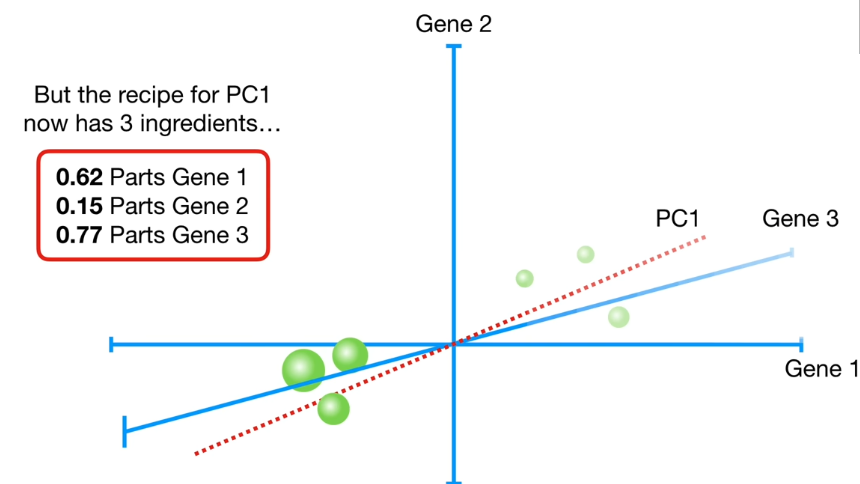 Gene 2
But the recipe for PC1
now has 3 ingredients...
0.62 Parts Gene 1
0.15 Parts Gene 2
0.77 Parts Gene 3
PC1
Gene 3
Gene 1